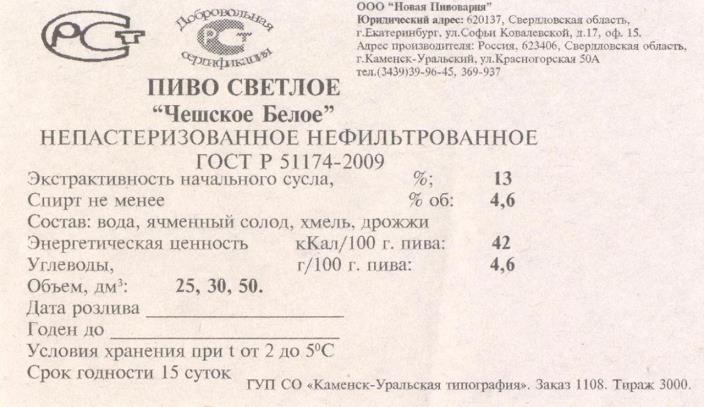 РСТ
Добровольная
РСТ
сертификация
ООО "Новая Пивоварня"
Юридический адрес: 620137, Свердловская область,
г.Екатеринбург, ул.Софьи Ковалевской, д.17, оф. 15.
Адрес производителя: Россия, 623406, Свердловская область,
г.Каменск-Уральский, ул.Красногорская 50А
тел.(3439)39-96-45, 369-937
ПИВО СВЕТЛОЕ
"Чешское Белое"
НЕПАСТЕРИЗОВАННОЕ НЕФИЛЬТРОВАННОЕ
ГОСТ Р 51174-2009
Экстрактивность начального сусла, %; 13
Спирт не менее % об: 4,6
Состав: вода, ячменный солод, хмель, дрожжи
Энергетическая ценность кКал/100 г. пива: 42
Углеводы, г/100 г. пива: 4,6
Объем, дм³: 25, 30, 50.
Дата розлива
Годен до
Условия хранения при t от 2 до 5⁰С
Срок годности 15 суток
ГУП СО «Каменск-Уральская типография». Заказ 1108. Тираж 3000.